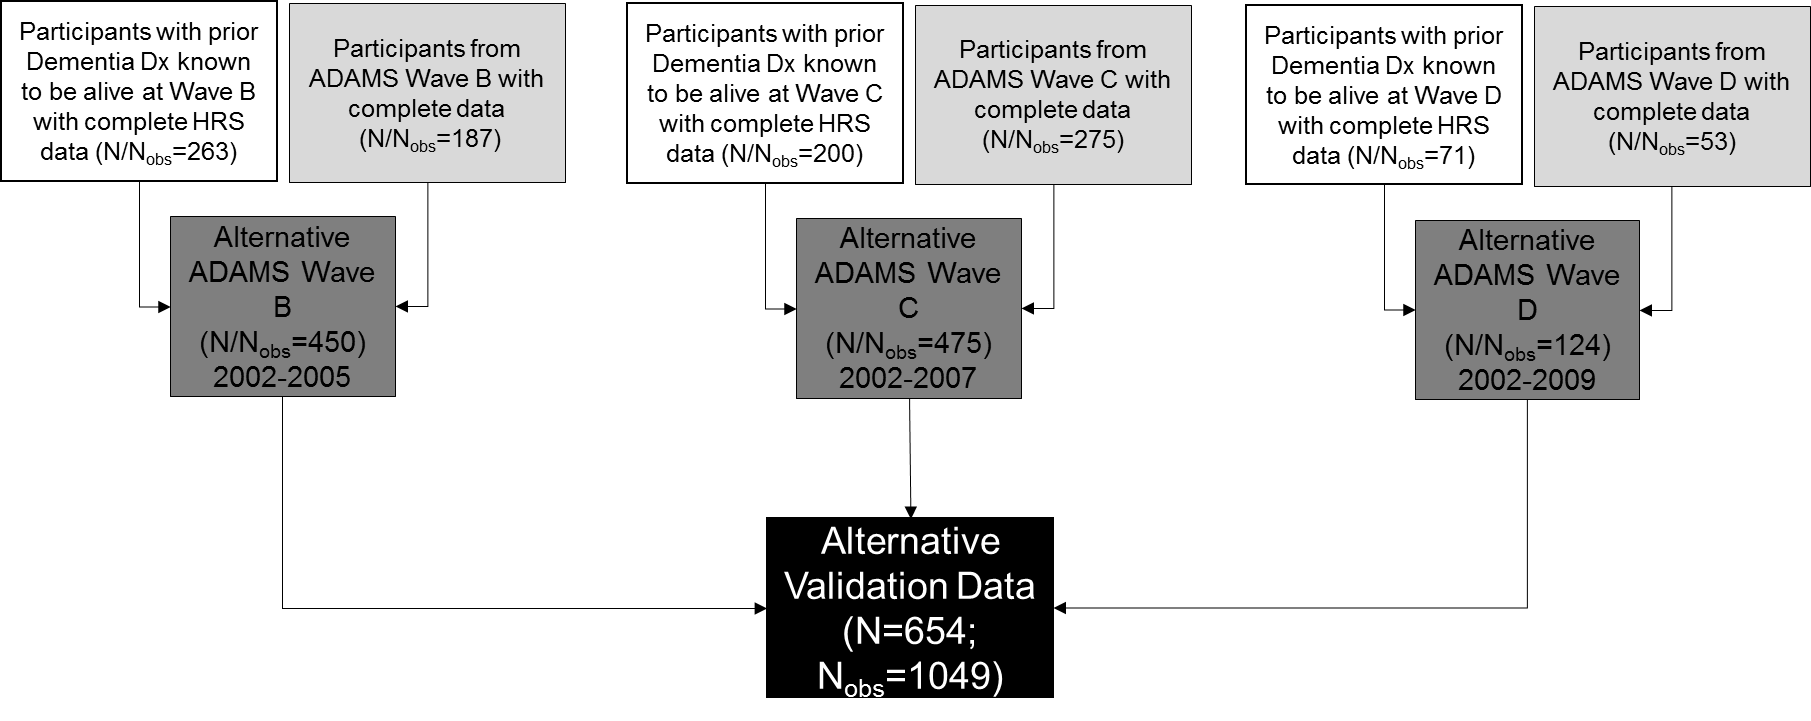 Participants with prior
Dementia Dx known
to be alive at Wave B
with complete HRS
data (N/Nobs=263)
Participants from
ADAMS Wave B with
complete data
(N/Nobs=187)
Participants with prior
Dementia Dx known
to be alive at Wave C
with complete HRS
data (N/Nobs=200)
Participants from
ADAMS Wave C with
complete data
(N/Nobs=275)
Participants with prior
Dementia Dx known
to be alive at Wave D
with complete HRS
data (N/Nobs=71)
Participants from
ADAMS Wave D with
complete data
(N/Nobs=53)
Alternative
ADAMS Wave
B
(N/Nobs=450)
2002-2005
Alternative
ADAMS Wave
C
(N/Nobs=475)
2002-2007
Alternative
ADAMS Wave
D
(N/Nobs=124)
2002-2009
Alternative
Validation Data
(N=654;
Nobs=1049)